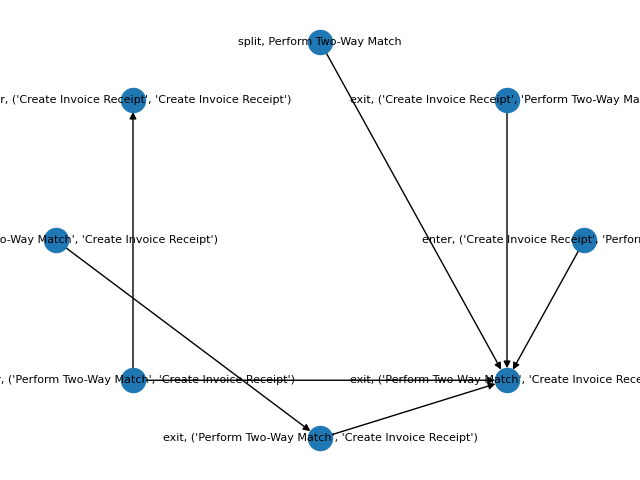 split, Perform Two-Way Match
r, ('Create Invoice Receipt', 'Create Invoice Receipt')
exit, ('Create Invoice Receipt', 'Perform Two-Way Ma
o-Way Match', 'Create Invoice Receipt')
enter, ('Create Invoice Receipt', 'Perform
r, ('Perform Two-Way Match', 'Create Invoice Receipt')
exit, ('Perform Two-Way Match', 'Create Invoice Rece
exit, ('Perform Two-Way Match', 'Create Invoice Receipt')